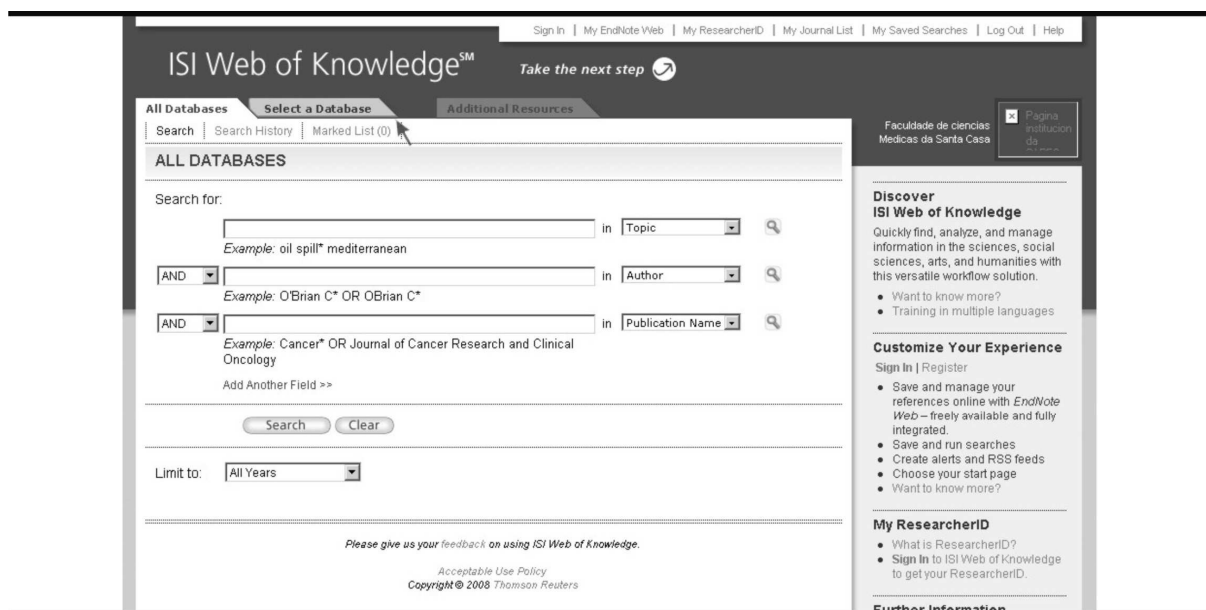 Sign In | My EndNote Web | My ResearcherID | My Journal List | My Saved Searches | Log Out | Help
ISI Web of Knowledge℠ Take the next step
All Databases Select a Database Additional Resources
Search Search History Marked List (0)
Faculdade de ciencias
Medicas da Santa Casa
Pagina
institucion
da
ALL DATABASES
Search for:
in Topic
Example: oil spill* mediterranean
AND in Author
Example: O'Brian C* OR OBrian C*
AND in Publication Name
Example: Cancer* OR Journal of Cancer Research and Clinical
Oncology
Add Another Field >>
Search Clear
Limit to: All Years
Please give us your feedback on using ISI Web of Knowledge.
Acceptable Use Policy
Copyright © 2008 Thomson Reuters
Discover
ISI Web of Knowledge
Quickly find, analyze, and manage
information in the sciences, social
sciences, arts, and humanities with
this versatile workflow solution.
• Want to know more?
• Training in multiple languages
Customize Your Experience
Sign In | Register
• Save and manage your
references online with EndNote
Web – freely available and fully
integrated.
• Save and run searches
• Create alerts and RSS feeds
• Choose your start page
• Want to know more?
My ResearcherID
• What is ResearcherID?
• Sign In to ISI Web of Knowledge
to get your ResearcherID.
Further Information